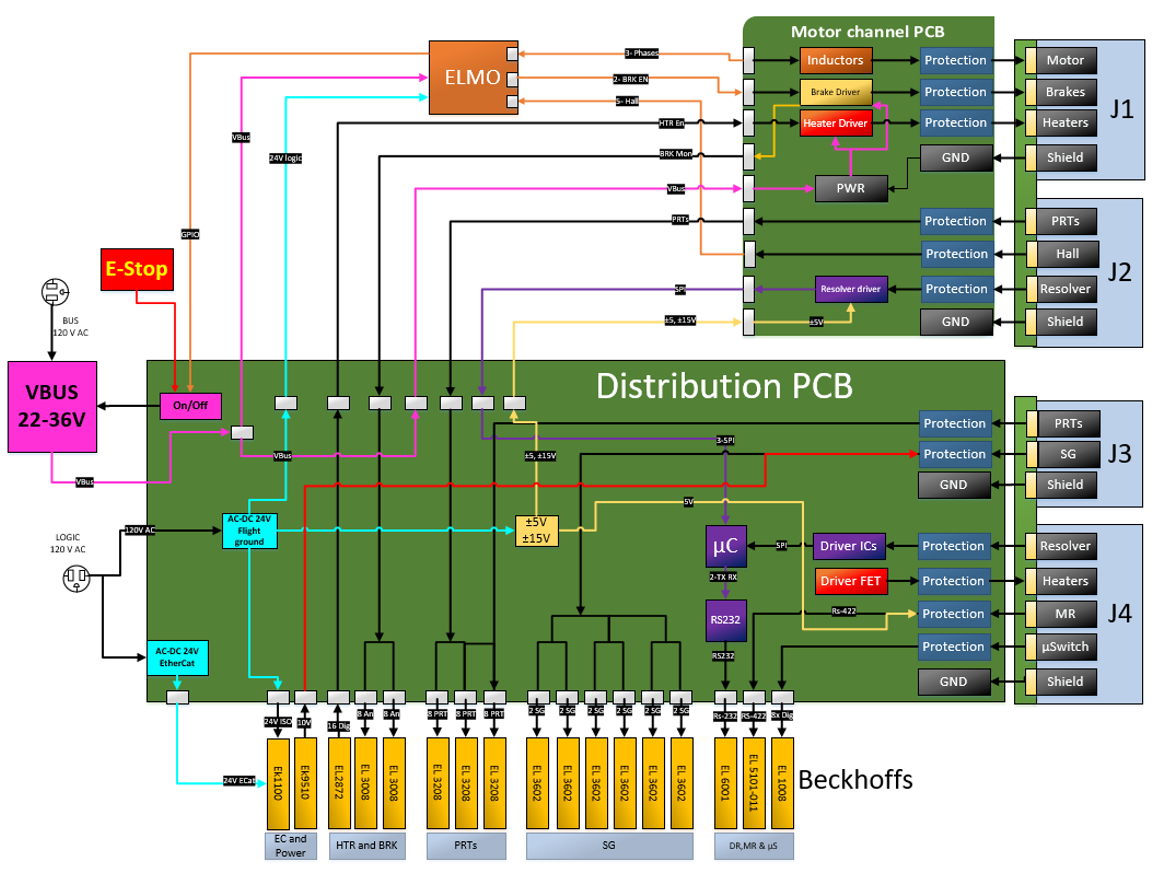 Motor channel PCB
ELMO
3- Phases
2- BRK EN
5- Hall
Inductors
Protection
Motor
Brake Driver
Protection
Brakes
J1
HTR En
Heater Driver
Protection
Heaters
BRK Mon
GND
Shield
VBus
24V logic
VBus
PWR
PRTs
Protection
PRTs
GPIO
Protection
Hall
J2
E-Stop
SPI
Resolver driver
Protection
Resolver
±5, ±15V
±5V
GND
Shield
BUS
120 V AC
VBUS
22-36V
On/Off
Distribution PCB
Protection
PRTs
3-SPI
VBus
±5, ±15V
Protection
SG
J3
VBus
GND
Shield
5V
120V AC
AC-DC 24V
Flight
ground
±5V
±15V
LOGIC
120 V AC
µC
SPI
Driver ICs
Protection
Resolver
2-TX RX
Driver FET
Protection
Heaters
RS232
Rs-422
Protection
MR
J4
AC-DC 24V
EtherCat
RS232
Protection
µSwitch
GND
Shield
24V ISO
10V
16 Dig
8 An
8 An
8 PRT
8 PRT
8 PRT
2 SG
2 SG
2 SG
2 SG
2 SG
2 SG
Rs-232
RS-422
8x Dig
24V ECat
Ek1100
Ek9510
EL2872
EL 3008
EL 3008
EL 3208
EL 3208
EL 3208
EL 3602
EL 3602
EL 3602
EL 3602
EL 3602
EL 3602
EL 6001
EL 5101-011
EL 1008
Beckhoffs
EC and
Power
HTR and BRK
PRTs
SG
DR,MR & µS